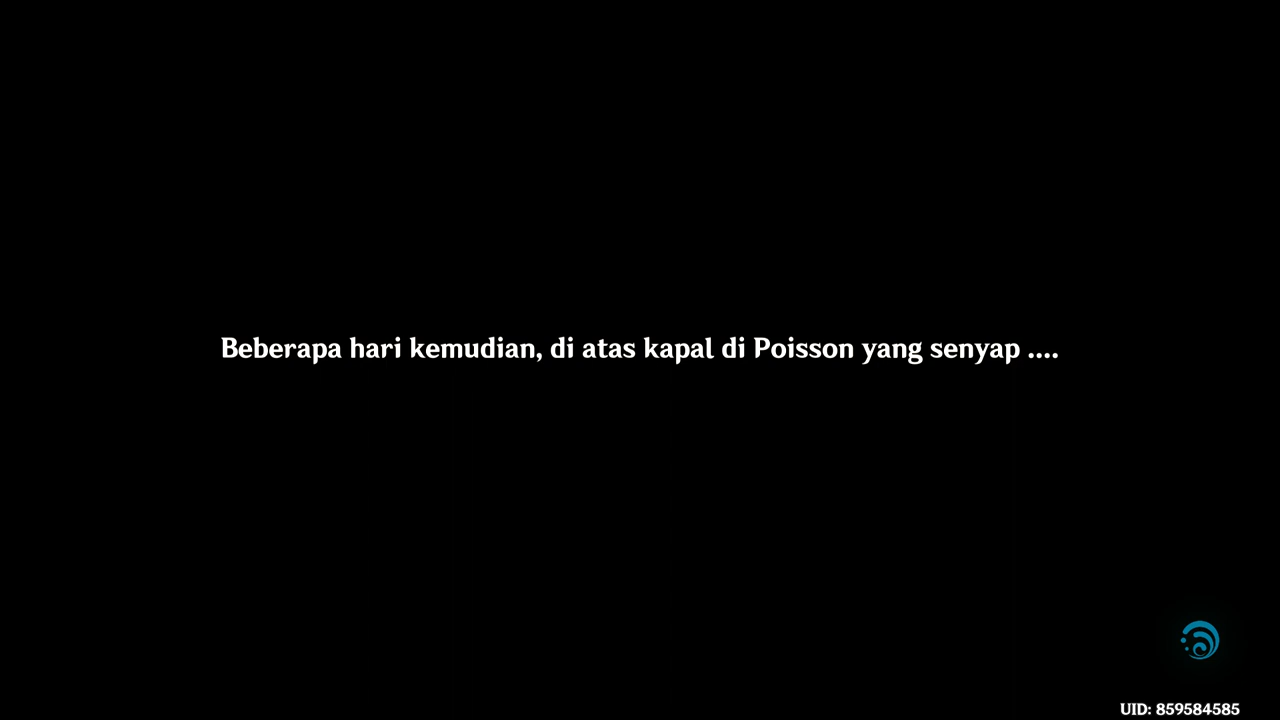 Beberapa hari kemudian, di atas kapal di Poisson yang senyap ....
UID: 859584585